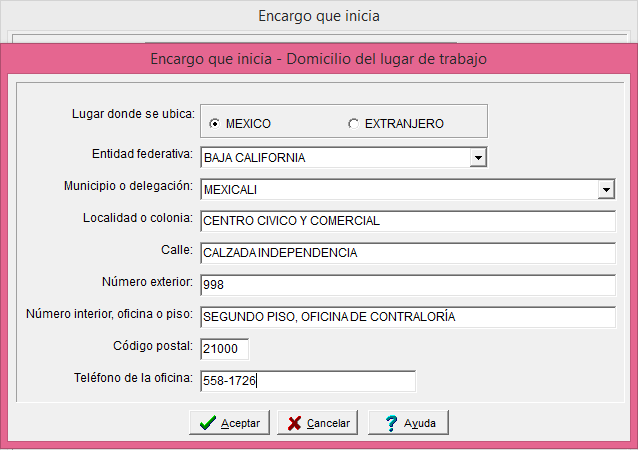 Encargo que inicia
Encargo que inicia - Domicilio del lugar de trabajo
Lugar donde se ubica: MEXICO EXTRANJERO
Entidad federativa: BAJA CALIFORNIA
Municipio o delegación: MEXICALI
Localidad o colonia: CENTRO CIVICO Y COMERCIAL
Calle: CALZADA INDEPENDENCIA
Número exterior: 998
Número interior, oficina o piso: SEGUNDO PISO, OFICINA DE CONTRALORÍA
Código postal: 21000
Teléfono de la oficina: 558-1726
Aceptar Cancelar ? Ayuda